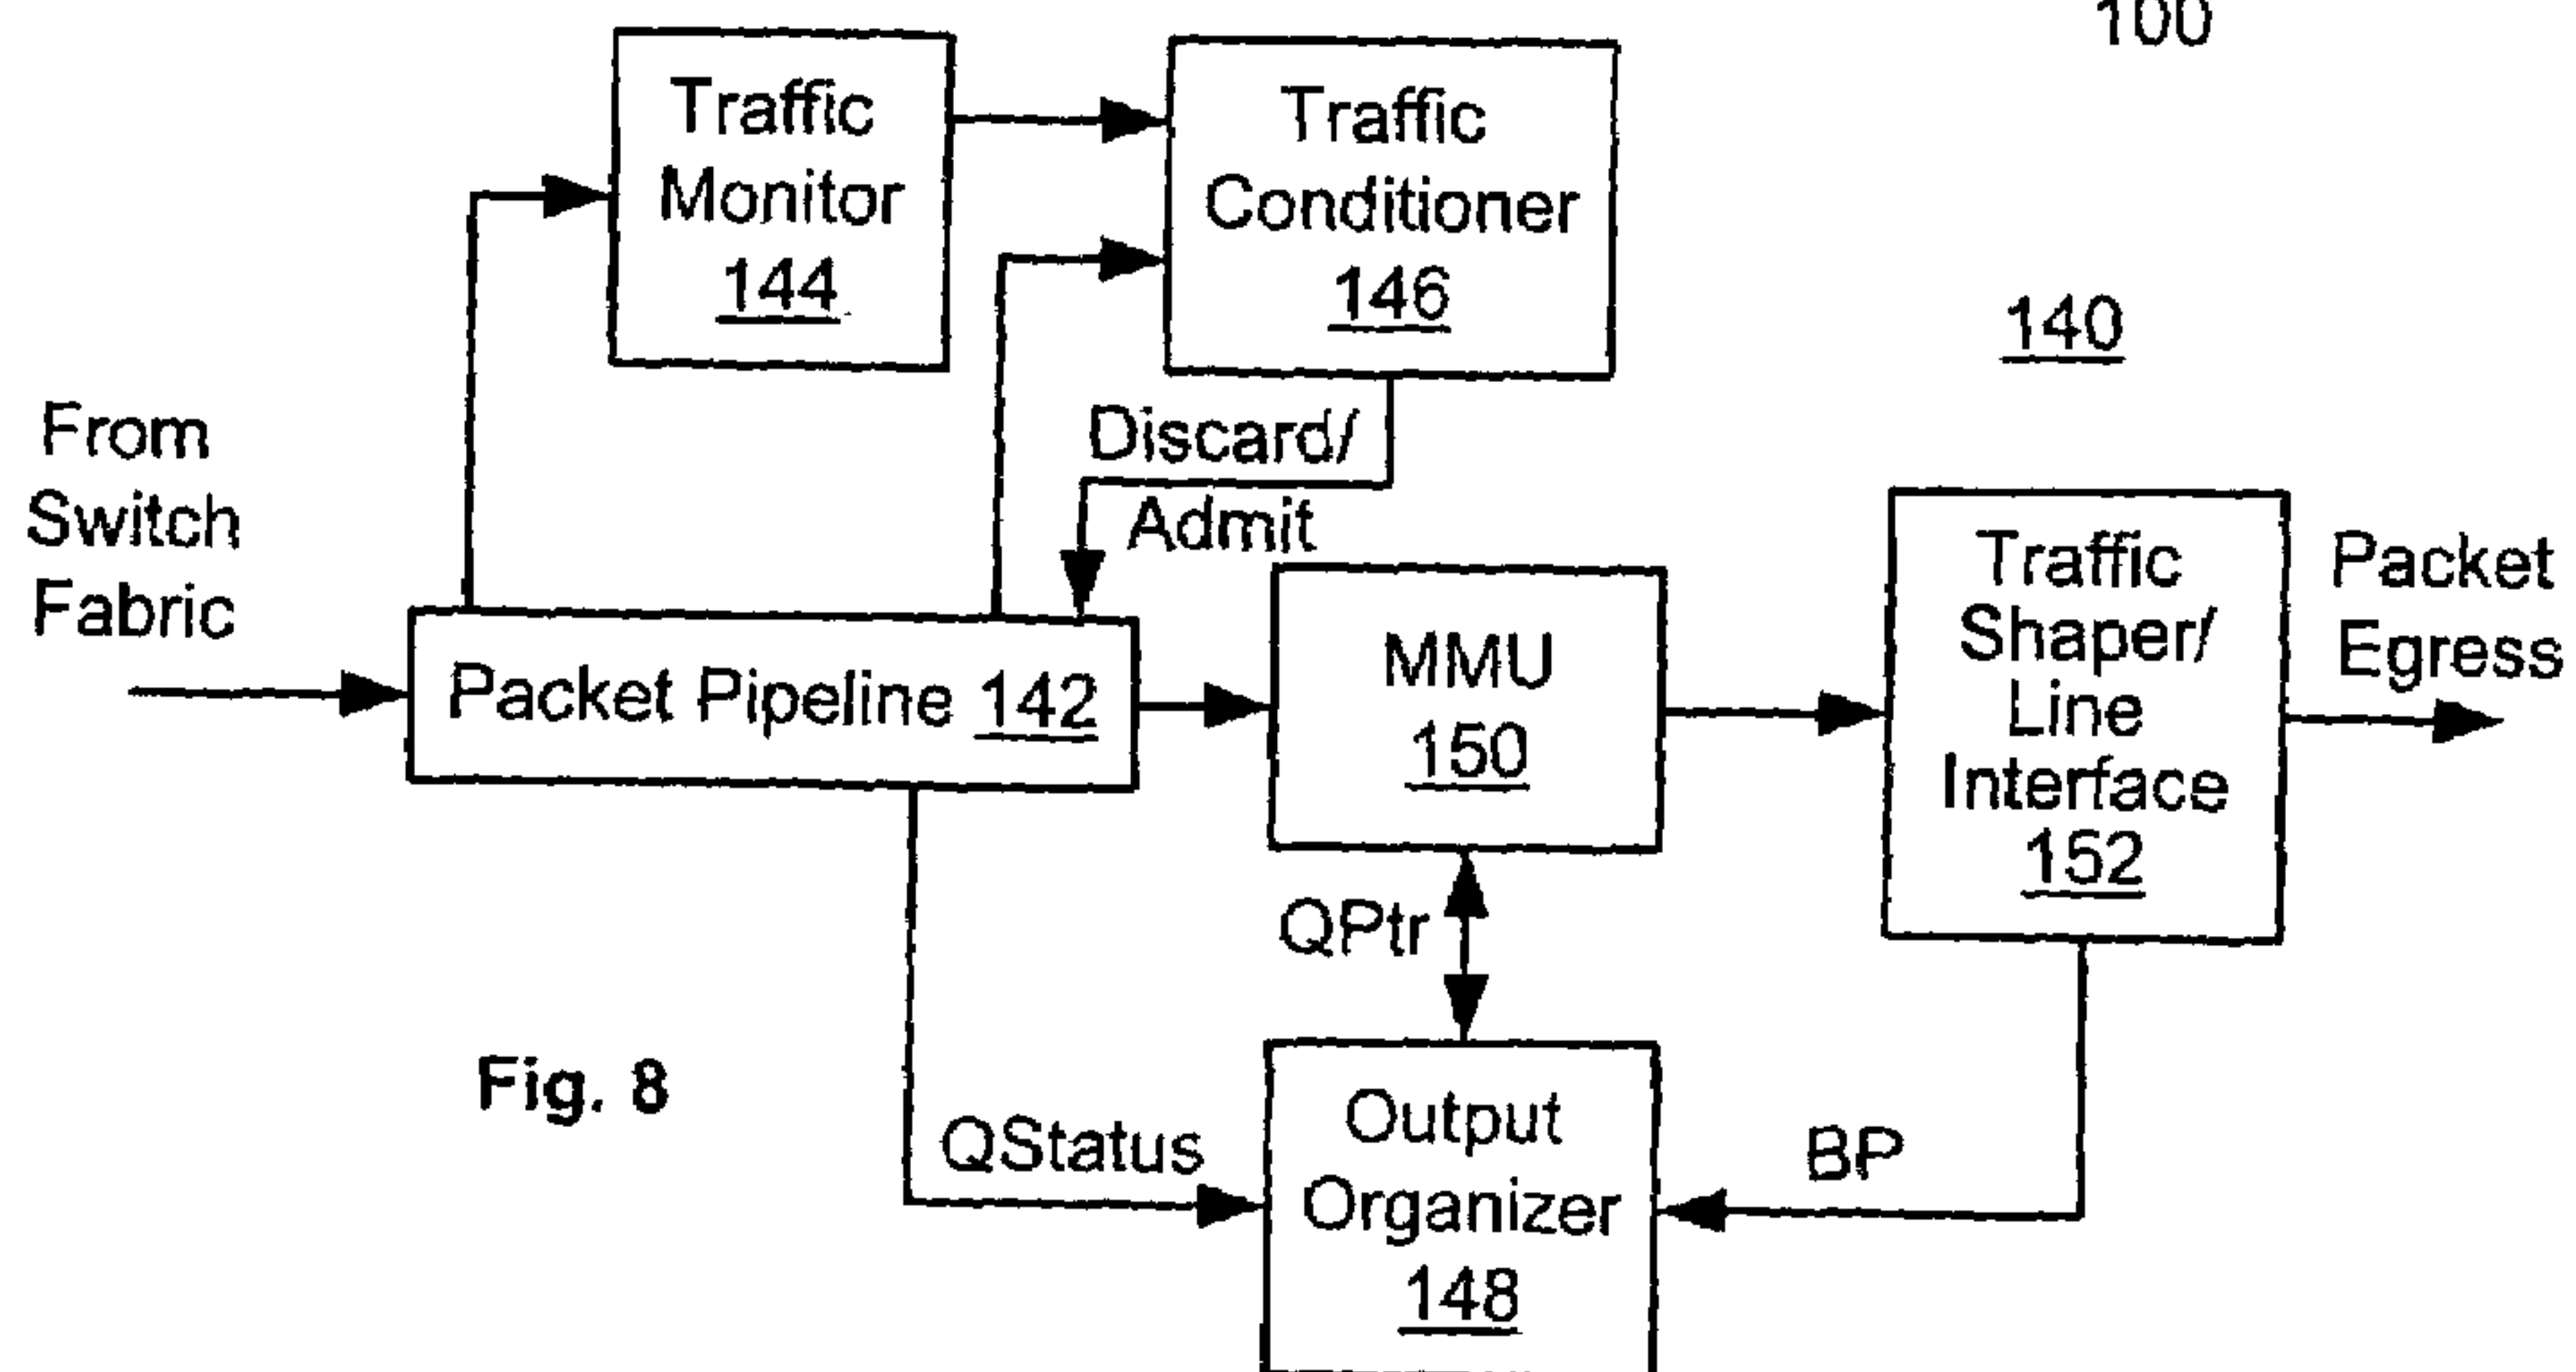 100
Traffic
Monitor
144
Traffic
Conditioner
146
140
From
Switch
Fabric
Discard/
Admit
Packet Pipeline 142
MMU
150
Traffic
Shaper/
Line
Interface
152
Packet
Egress
QPtr
Fig. 8
QStatus
Output
Organizer
148
BP